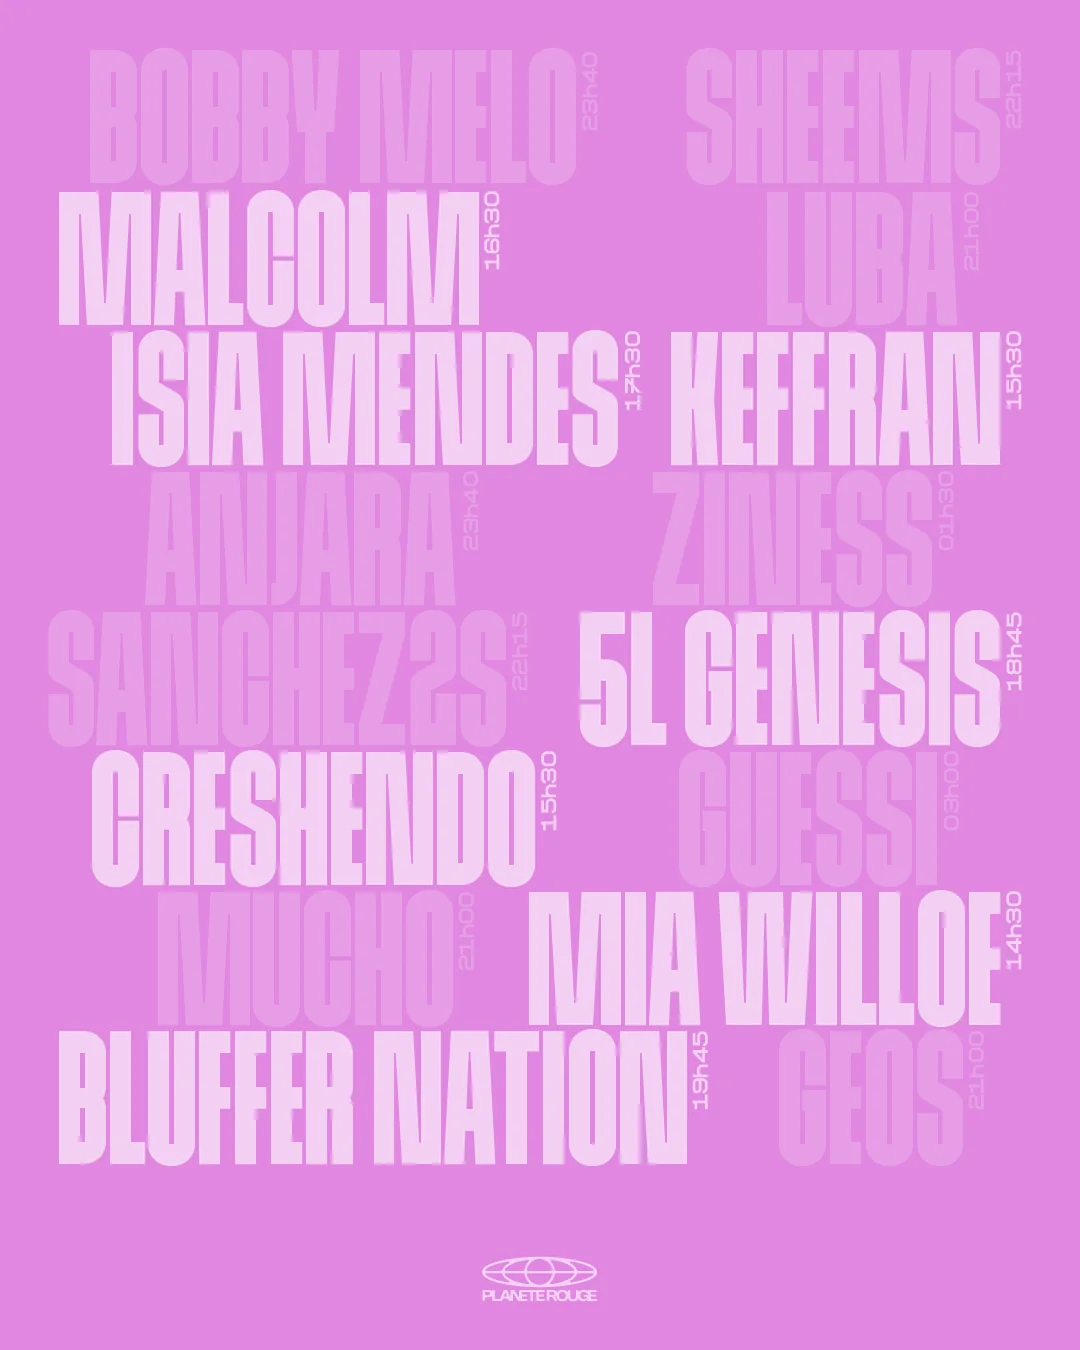 BOBBY MELO 23h40 SHEEMS 22h15
MALCOLM 16h30 LUBA 21h00
ISIA MENDES 17h30 KEFFRAN 15h30
ANJARA 23h40 ZINESS 01h30
SANCHEZ2S 22h15 5L GENESIS 18h45
CRESHENDO 15h30 GUESSI 03h00
MUCHO 21h00 MIA WILLOE 14h30
BLUFFER NATION 19h45 GEOS 21h00
PLANETE ROUGE